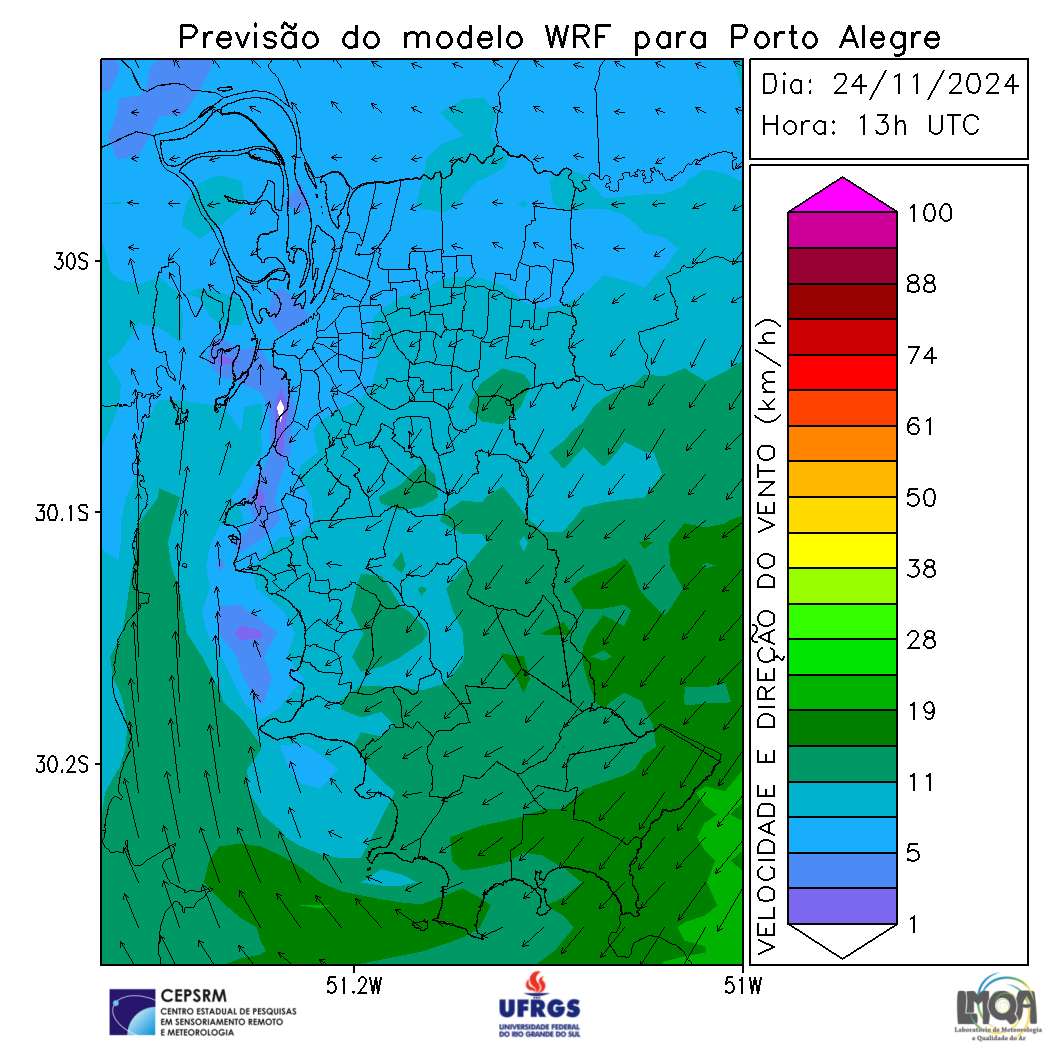 Previsão do modelo WRF para Porto Alegre
Dia: 24/11/2024
Hora: 13h UTC
30S
30.1S
30.2S
51.2W
51W
VELOCIDADE E DIREÇÃO DO VENTO (km/h)
100
88
74
61
50
38
28
19
11
5
1
CEPSRM
CENTRO ESTADUAL DE PESQUISAS
EM SENSORIAMENTO REMOTO
E METEOROLOGIA
UFRGS
UNIVERSIDADE FEDERAL
DO RIO GRANDE DO SUL
LMQA
Laboratório de Meteorologia
e Qualidade do Ar